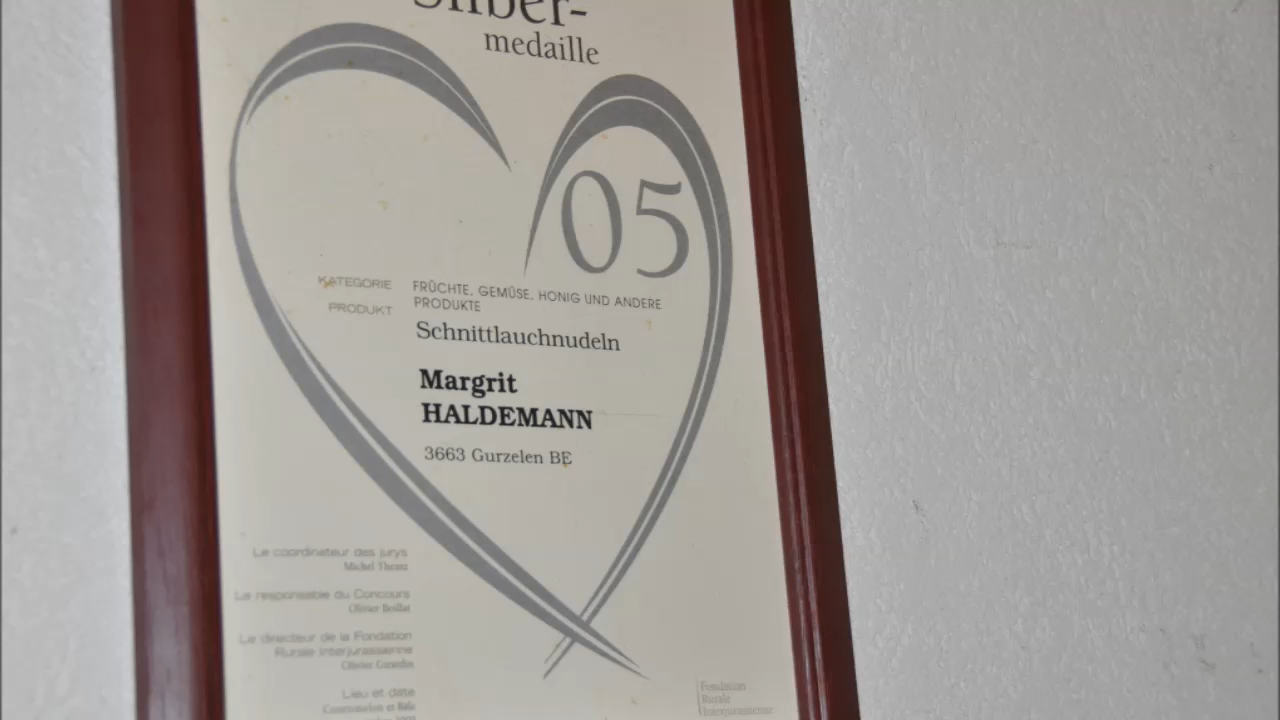 Silber-
medaille
05
KATEGORIE FRÜCHTE, GEMÜSE, HONIG UND ANDERE
PRODUKTE
PRODUKT
Schnittlauchnudeln
Margrit
HALDEMANN
3663 Gurzelen BE
Le coordinateur des jurys
Michel
Le responsable du Concours
Olivier Boillat
Le directeur de la Fondation
Rurale Interjurassienne
Olivier
Lieu et date
Fondation
Rurale
Interjurassienne